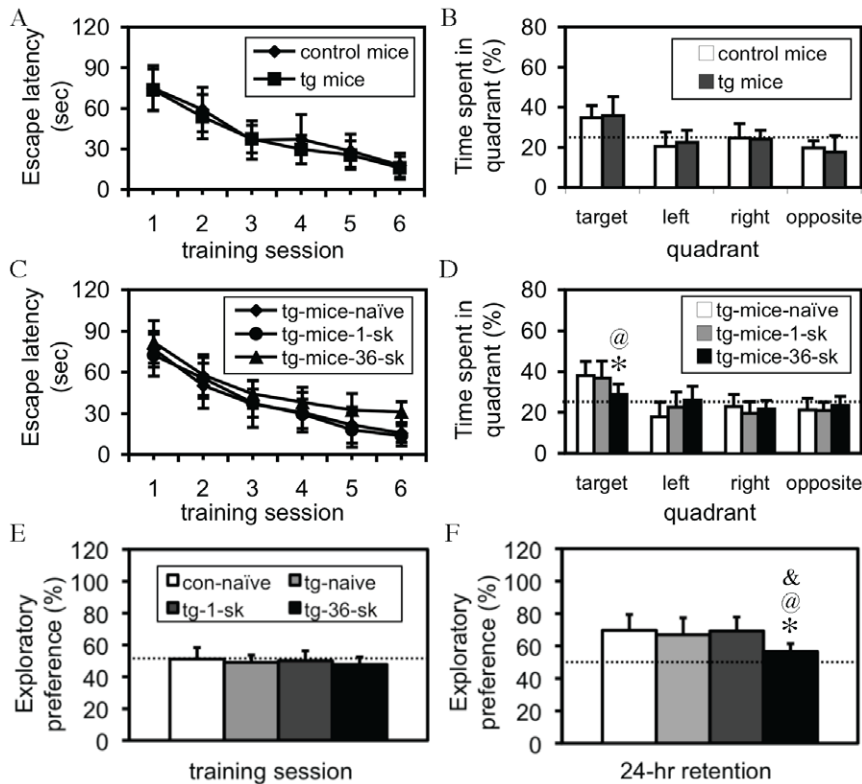 A
Escape latency
(sec)
120
90
60
30
0
control mice
tg mice
1 2 3 4 5 6
training session
B
Time spent in
quadrant (%)
80
60
40
20
0
control mice
tg mice
target left right opposite
quadrant
C
Escape latency
(sec)
120
90
60
30
0
tg-mice-naïve
tg-mice-1-sk
tg-mice-36-sk
1 2 3 4 5 6
training session
D
Time spent in
quadrant (%)
80
60
40
20
0
tg-mice-naïve
tg-mice-1-sk
tg-mice-36-sk
@
*
target left right opposite
quadrant
E
Exploratory
preference (%)
120
100
80
60
40
20
0
con-naïve tg-naive
tg-1-sk tg-36-sk
training session
F
Exploratory
preference (%)
120
100
80
60
40
20
0
&
@
*
24-hr retention